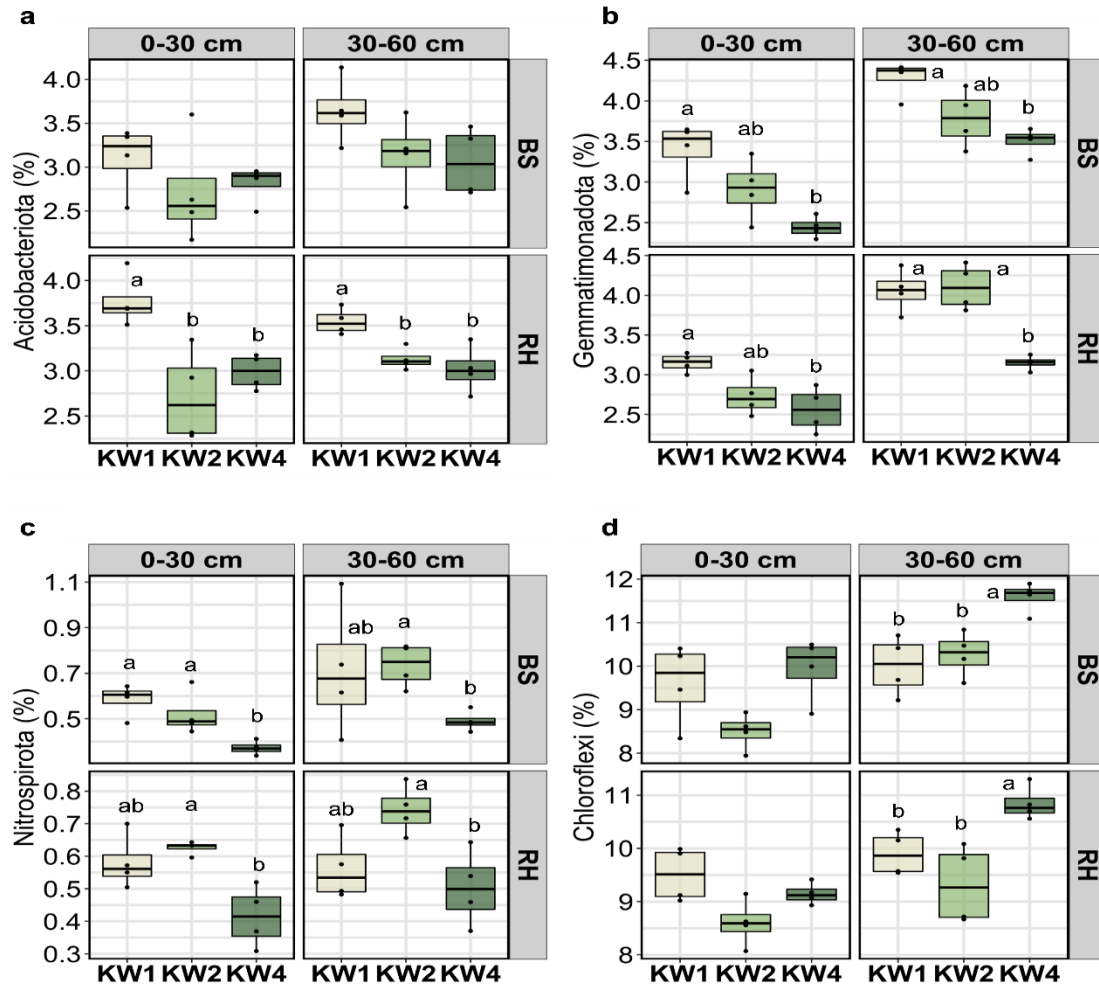 a
0-30 cm 30-60 cm
Acidobacteriota (%)
4.0
3.5
3.0
2.5
BS
4.0
3.5
3.0
2.5
a b b
a b b
RH
KW1 KW2 KW4 KW1 KW2 KW4
b
0-30 cm 30-60 cm
Gemmatimonadota (%)
4.5
4.0
3.5
3.0
2.5
a ab b
a ab b
BS
4.5
4.0
3.5
3.0
2.5
a ab b
a a b
RH
KW1 KW2 KW4 KW1 KW2 KW4
c
0-30 cm 30-60 cm
Nitrospirota (%)
1.1
0.9
0.7
0.5
a a b
ab a b
BS
0.8
0.7
0.6
0.5
0.4
0.3
ab a b
ab a b
RH
KW1 KW2 KW4 KW1 KW2 KW4
d
0-30 cm 30-60 cm
Chloroflexi (%)
12
11
10
9
8
b b a
BS
11
10
9
8
b b a
RH
KW1 KW2 KW4 KW1 KW2 KW4